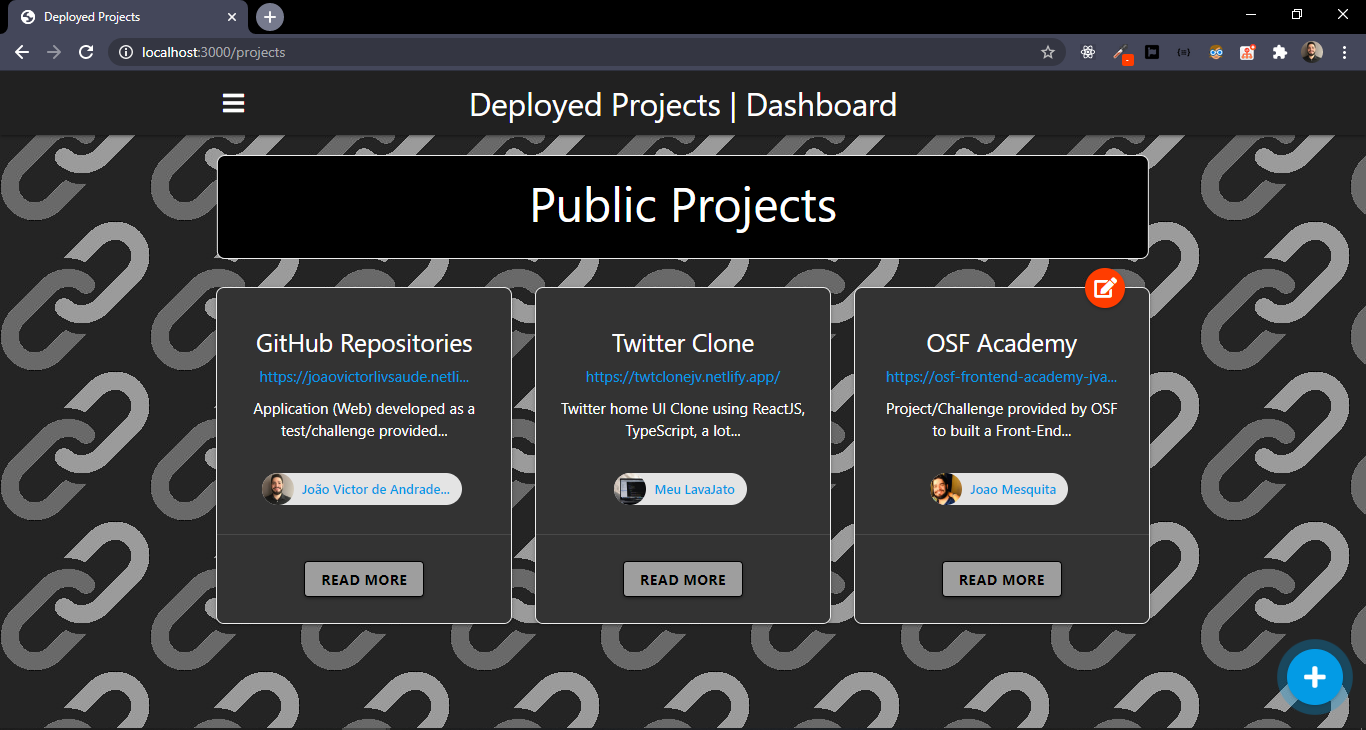 Deployed Projects
localhost:3000/projects
Deployed Projects | Dashboard
Public Projects
GitHub Repositories
https://joaovictorlivsaude.netli...
Application (Web) developed as a
test/challenge provided...
João Victor de Andrade...
READ MORE
Twitter Clone
https://twtclonejv.netlify.app/
Twitter home UI Clone using ReactJS,
TypeScript, a lot...
Meu LavaJato
READ MORE
OSF Academy
https://osf-frontend-academy-jva...
Project/Challenge provided by OSF
to built a Front-End...
Joao Mesquita
READ MORE